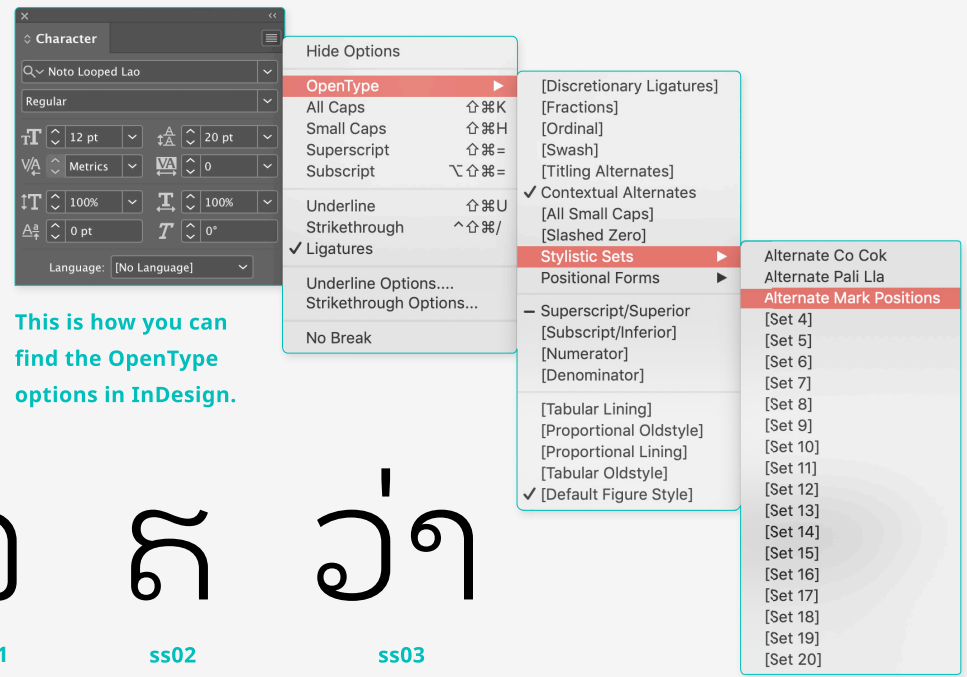 Character
Noto Looped Lao
Regular
12 pt
20 pt
Metrics
0
100%
100%
0 pt
0°
Language: [No Language]
Hide Options
OpenType
All Caps ⇧⌘K
Small Caps ⇧⌘H
Superscript ⇧⌘=
Subscript ⌥⇧⌘=
Underline ⇧⌘U
Strikethrough ^⇧⌘/
✓ Ligatures
Underline Options....
Strikethrough Options...
No Break
[Discretionary Ligatures]
[Fractions]
[Ordinal]
[Swash]
[Titling Alternates]
✓ Contextual Alternates
[All Small Caps]
[Slashed Zero]
Stylistic Sets
Positional Forms
– Superscript/Superior
[Subscript/Inferior]
[Numerator]
[Denominator]
[Tabular Lining]
[Proportional Oldstyle]
[Proportional Lining]
[Tabular Oldstyle]
✓ [Default Figure Style]
Alternate Co Cok
Alternate Pali Lla
Alternate Mark Positions
[Set 4]
[Set 5]
[Set 6]
[Set 7]
[Set 8]
[Set 9]
[Set 10]
[Set 11]
[Set 12]
[Set 13]
[Set 14]
[Set 15]
[Set 16]
[Set 17]
[Set 18]
[Set 19]
[Set 20]
This is how you can
find the OpenType
options in InDesign.
ວ່າ
1 ss02 ss03